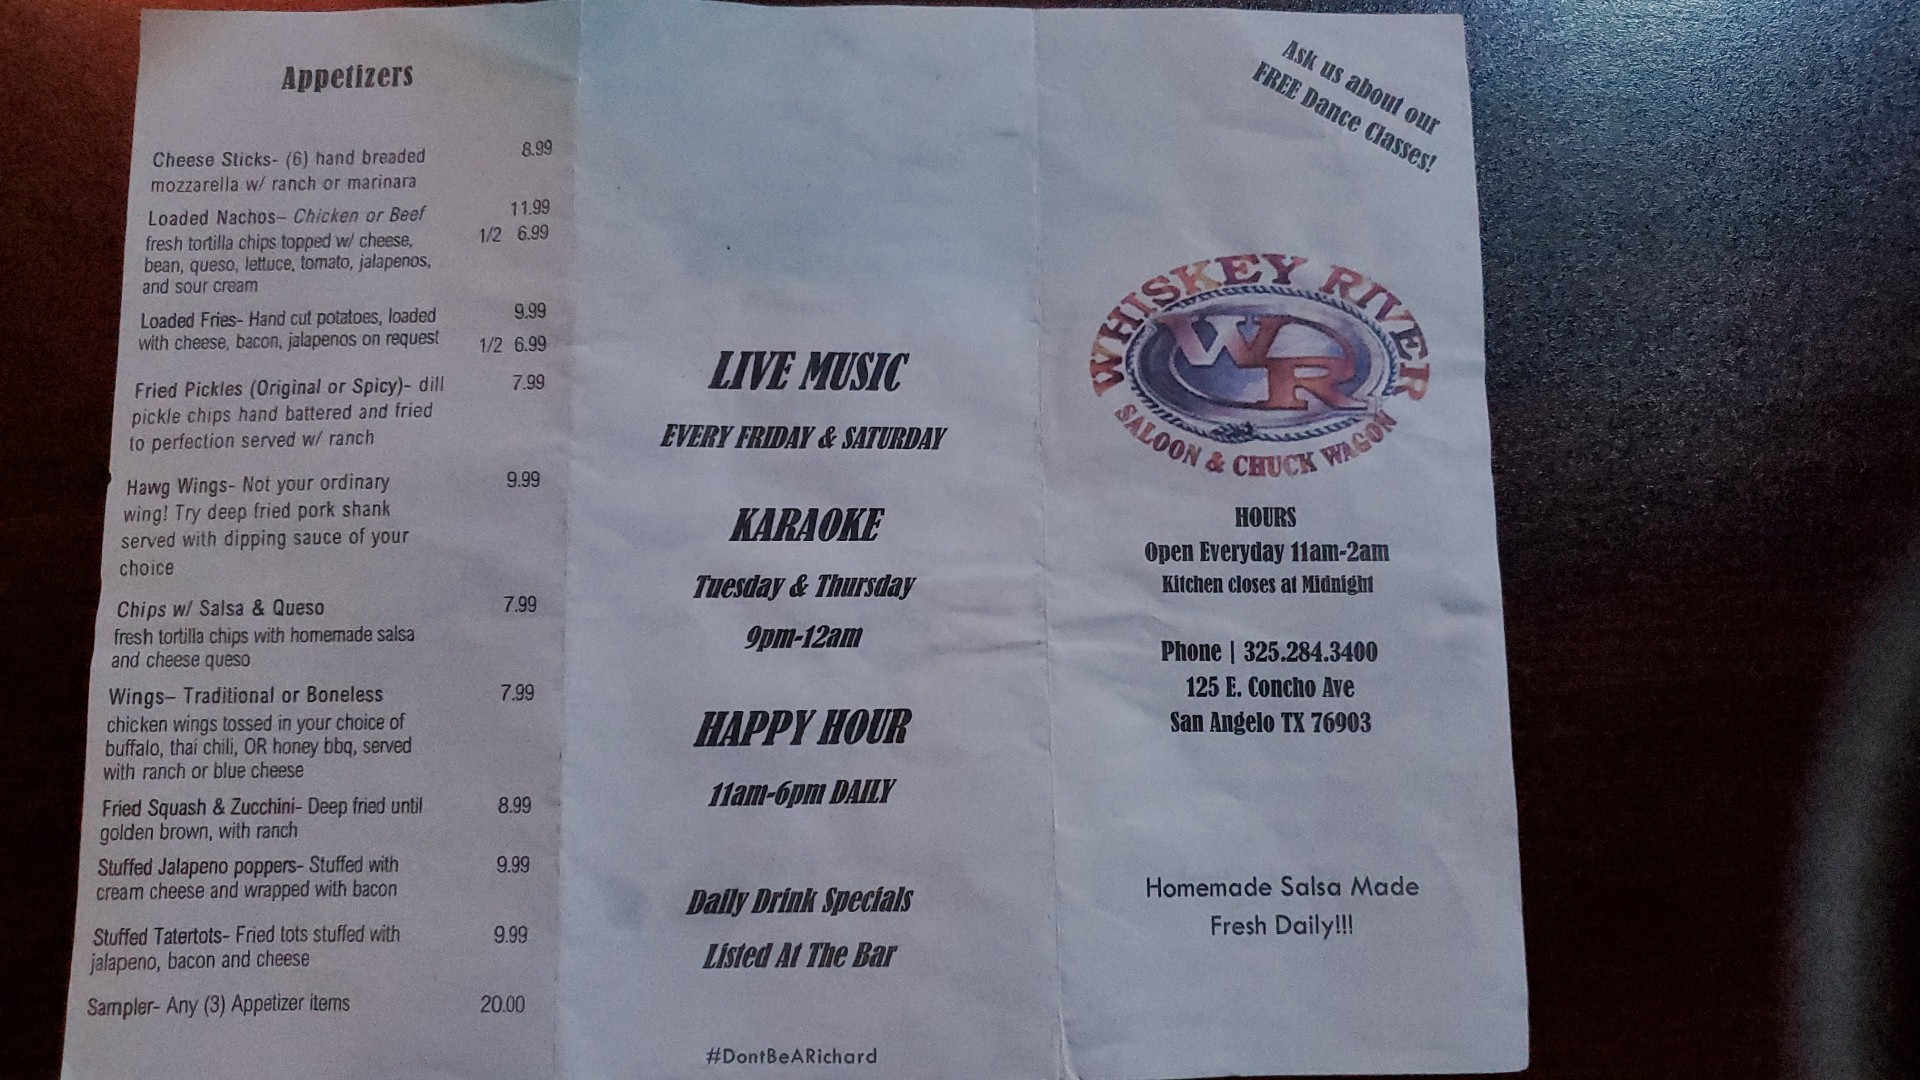 Appetizers
Cheese Sticks- (6) hand breaded 8.99
mozzarella w/ ranch or marinara
Loaded Nachos– Chicken or Beef 11.99
fresh tortilla chips topped w/ cheese, 1/2 6.99
bean, queso, lettuce, tomato, jalapenos,
and sour cream
Loaded Fries- Hand cut potatoes, loaded 9.99
with cheese, bacon, jalapenos on request 1/2 6.99
Fried Pickles (Original or Spicy)- dill 7.99
pickle chips hand battered and fried
to perfection served w/ ranch
Hawg Wings- Not your ordinary 9.99
wing! Try deep fried pork shank
served with dipping sauce of your
choice
Chips w/ Salsa & Queso 7.99
fresh tortilla chips with homemade salsa
and cheese queso
Wings– Traditional or Boneless 7.99
chicken wings tossed in your choice of
buffalo, thai chili, OR honey bbq, served
with ranch or blue cheese
Fried Squash & Zucchini- Deep fried until 8.99
golden brown, with ranch
Stuffed Jalapeno poppers- Stuffed with 9.99
cream cheese and wrapped with bacon
Stuffed Tatertots- Fried tots stuffed with 9.99
jalapeno, bacon and cheese
Sampler- Any (3) Appetizer items 20.00
LIVE MUSIC
EVERY FRIDAY & SATURDAY
KARAOKE
Tuesday & Thursday
9pm-12am
HAPPY HOUR
11am-6pm DAILY
Daily Drink Specials
Listed At The Bar
#DontBeARichard
Ask us about our
FREE Dance Classes!
WHISKEY RIVER
WR
SALOON & CHUCK WAGON
HOURS
Open Everyday 11am-2am
Kitchen closes at Midnight
Phone | 325.284.3400
125 E. Concho Ave
San Angelo TX 76903
Homemade Salsa Made
Fresh Daily!!!